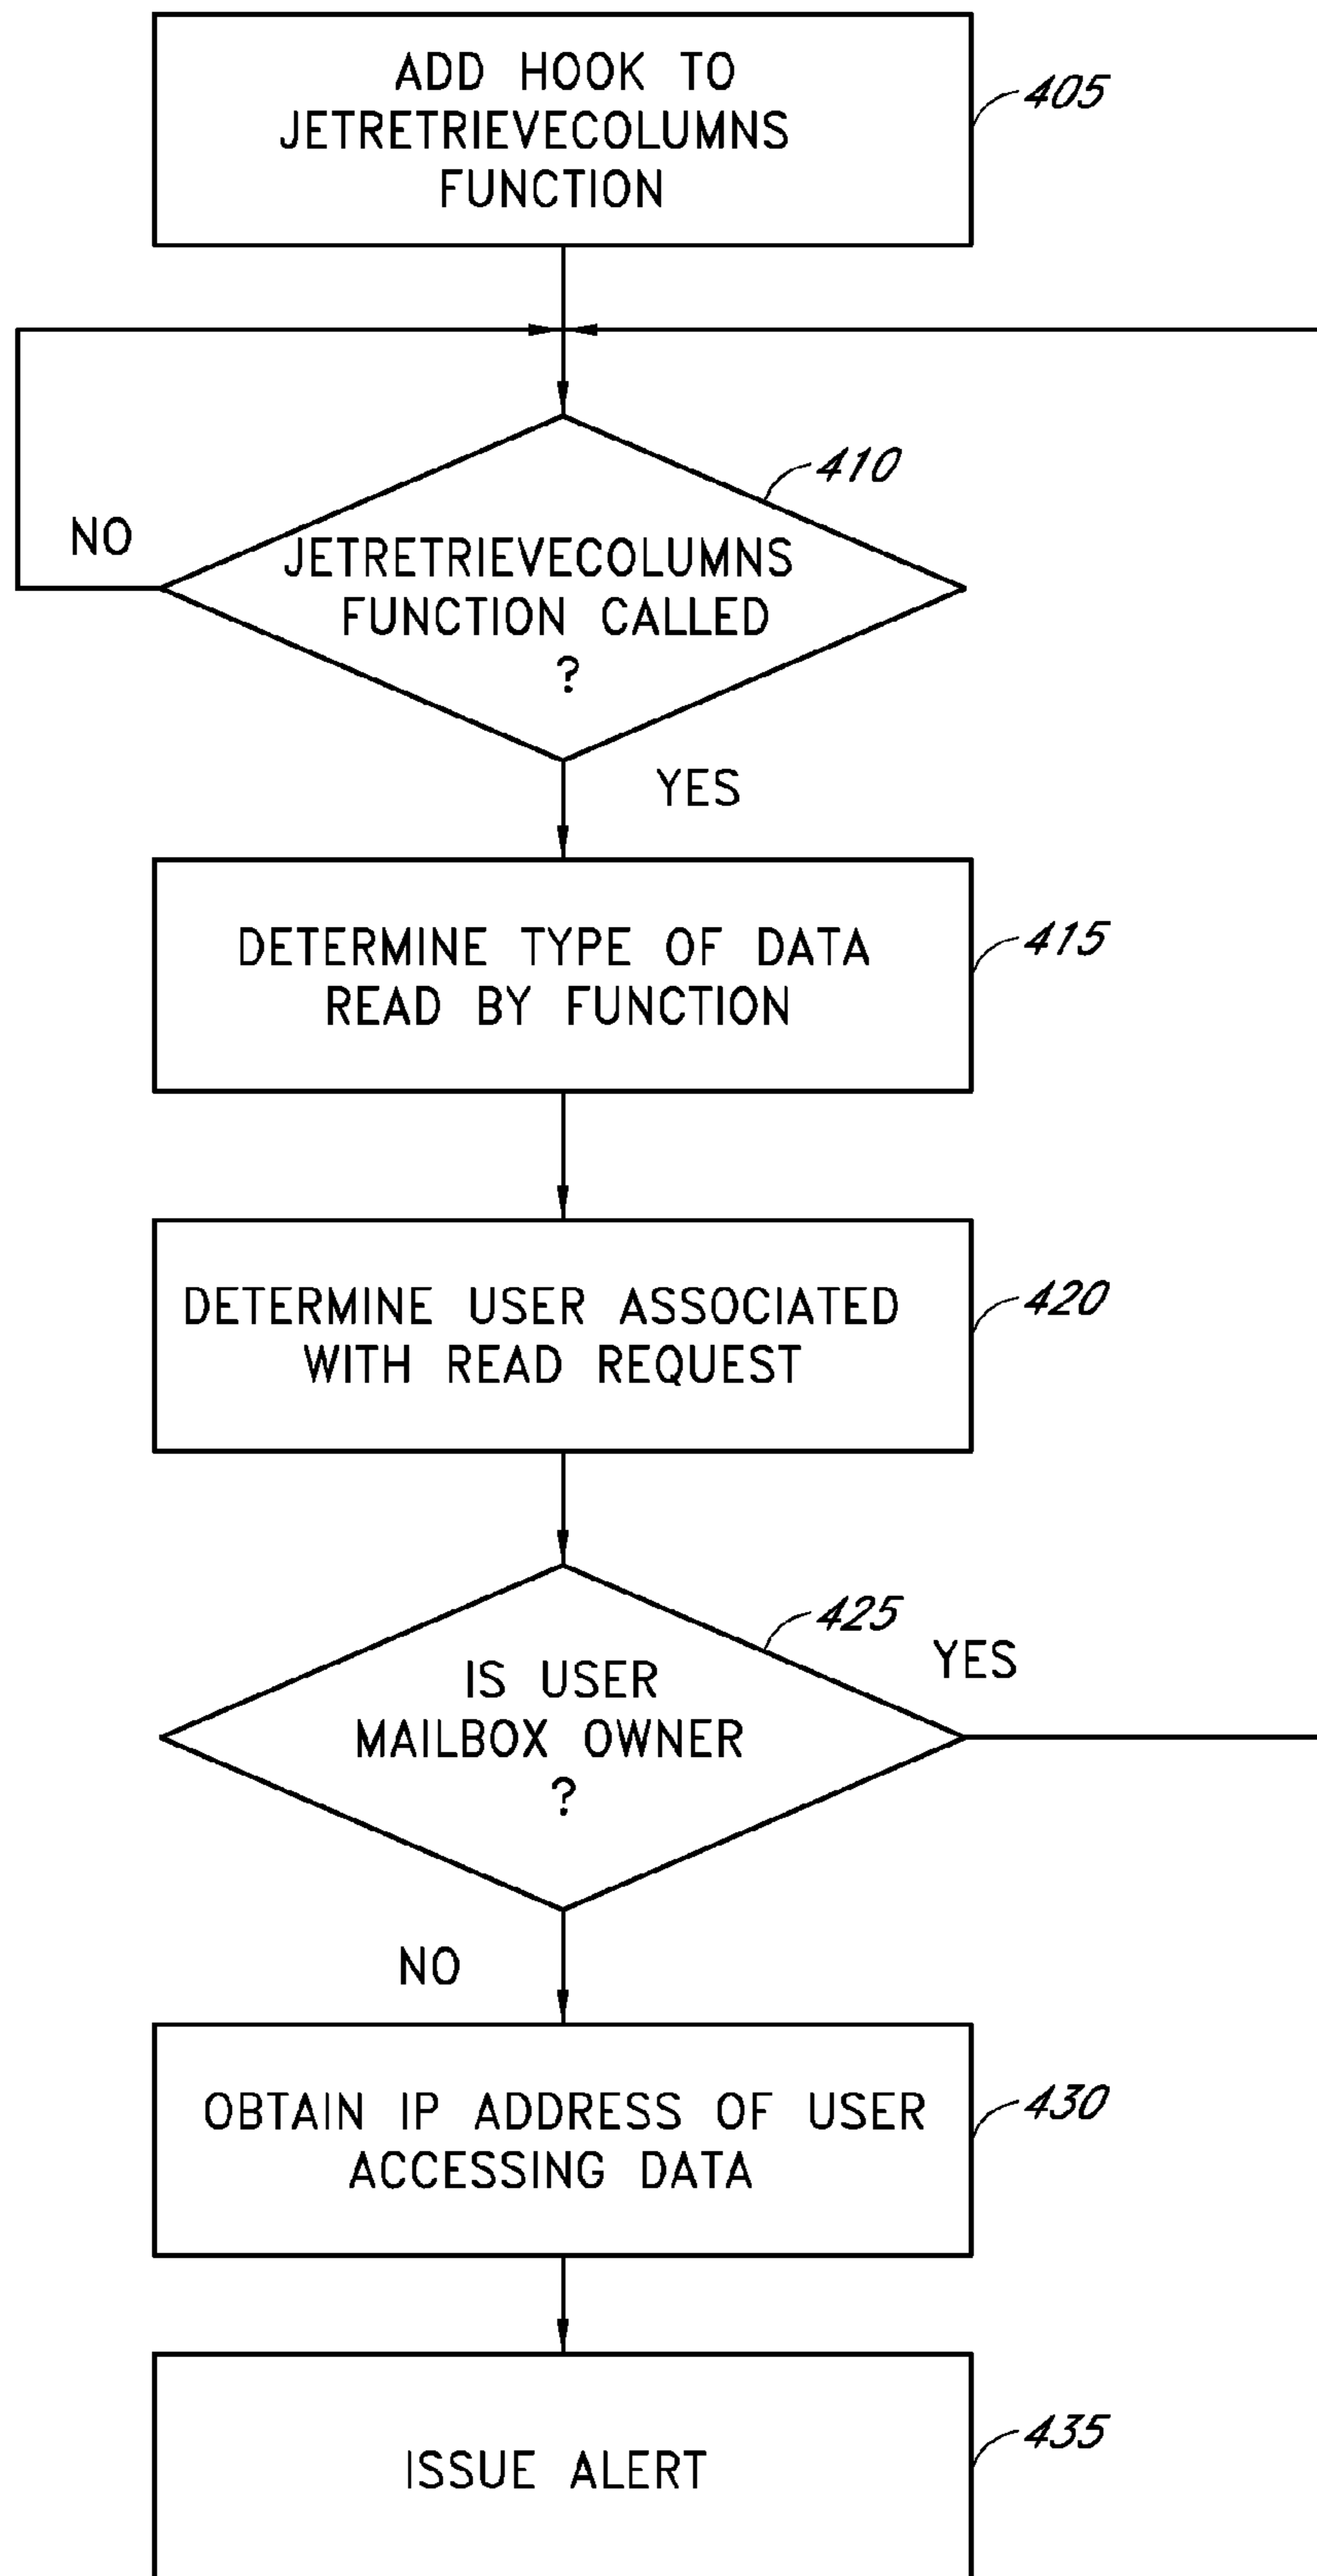 ADD HOOK TO
JETRETRIEVECOLUMNS
FUNCTION
405
410
NO
JETRETRIEVECOLUMNS
FUNCTION CALLED
?
YES
DETERMINE TYPE OF DATA
READ BY FUNCTION
415
DETERMINE USER ASSOCIATED
WITH READ REQUEST
420
425
YES
IS USER
MAILBOX OWNER
?
NO
OBTAIN IP ADDRESS OF USER
ACCESSING DATA
430
ISSUE ALERT
435